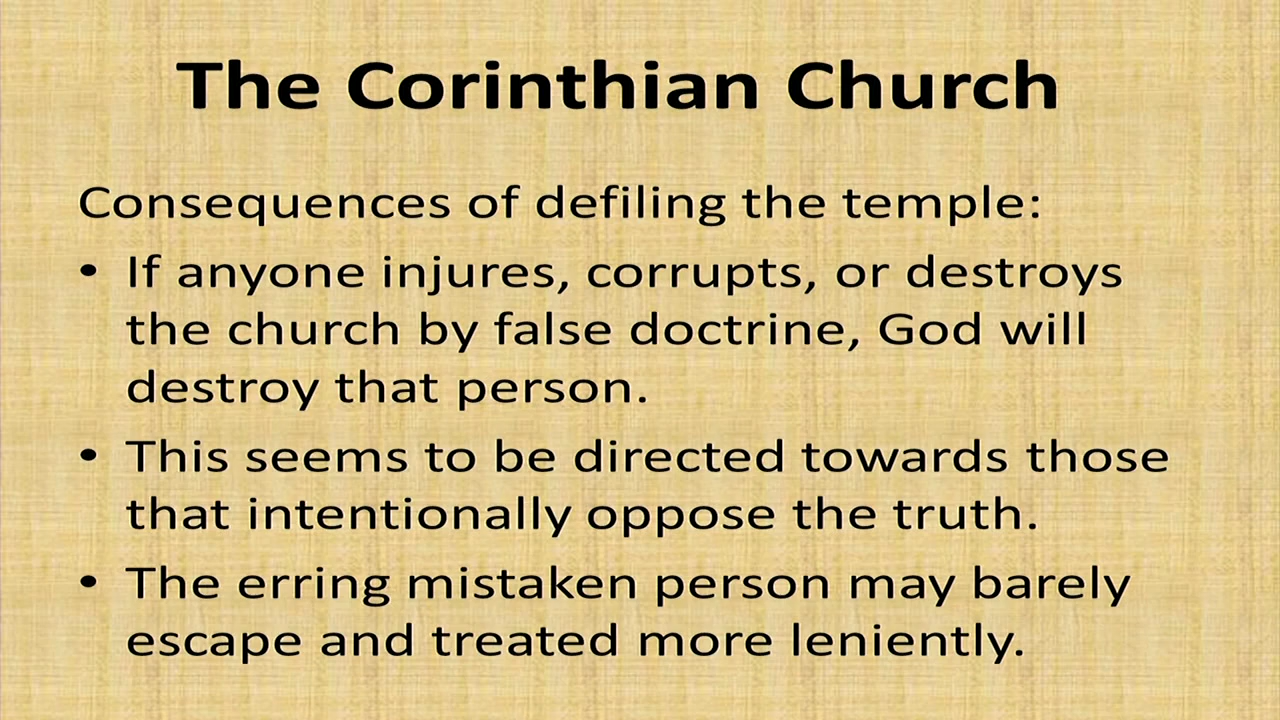 The Corinthian Church
Consequences of defiling the temple:
• If anyone injures, corrupts, or destroys
the church by false doctrine, God will
destroy that person.
• This seems to be directed towards those
that intentionally oppose the truth.
• The erring mistaken person may barely
escape and treated more leniently.